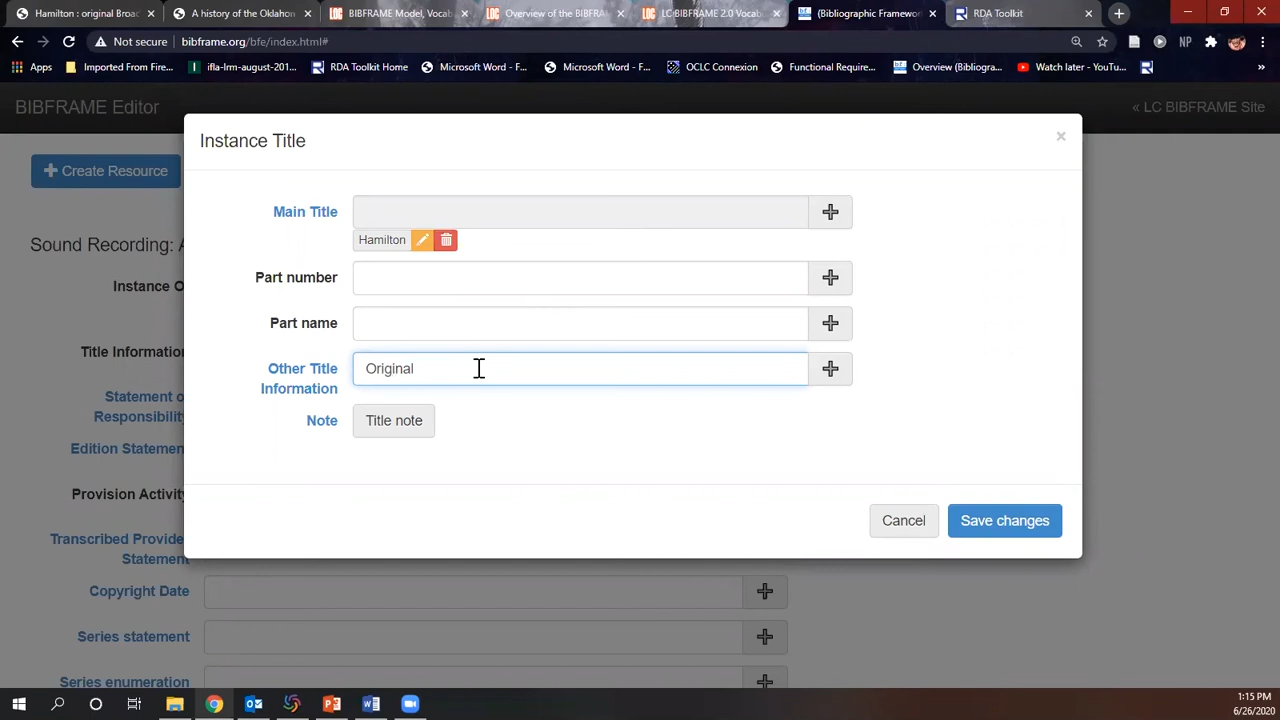 Hamilton : original Broac
A history of the Oklahon
BIBFRAME Model, Vocab
Overview of the BIBFRA
LC BIBFRAME 2.0 Vocab
(Bibliographic Framewo
RDA Toolkit
Not secure | bibframe.org/bfe/index.html#
Apps
Imported From Fire...
ifla-lrm-august-201...
RDA Toolkit Home
Microsoft Word - F...
Microsoft Word - F...
OCLC Connexion
Functional Require...
Overview (Bibliogra...
Watch later - YouTu...
»
BIBFRAME Editor
« LC BIBFRAME Site
Create Resource
Instance Title
×
Main Title
Hamilton
Part number
Part name
Other Title
Information
Original
Note
Title note
Cancel
Save changes
Sound Recording: A
Instance O
Title Information
Statement o
Responsibility
Edition Statemen
Provision Activity
Transcribed Provide
Statement
Copyright Date
Series statement
Series enumeration
1:15 PM
6/26/2020